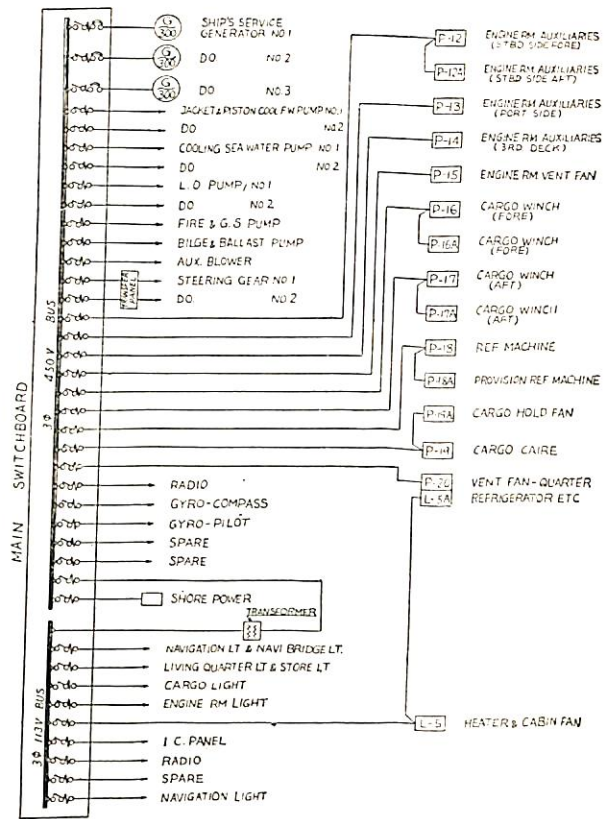 G
300
SHIP'S SERVICE
GENERATOR NO 1
G
300
DO. NO 2
G
300
DO. NO.3
JACKET & PISTON COOL FW PUMP NO.1
DO NO2
COOLING SEA WATER PUMP NO 1
DO NO 2
L.O PUMP, NO 1
DO NO 2
FIRE & G.S PUMP
BILGE & BALLAST PUMP
AUX. BLOWER
STEERING GEAR NO 1
DO. NO 2
PANEL
RADIO
GYRO-COMPASS
GYRO-PILOT
SPARE
SPARE
SHORE POWER
TRANSFORMER
NAVIGATION LT & NAVI BRIDGE LT.
LIVING QUARTER LT & STORE LT
CARGO LIGHT
ENGINE RM LIGHT
I C. PANEL
RADIO
SPARE
NAVIGATION LIGHT
MAIN SWITCHBOARD
3Φ 450V BUS
3Φ 113V BUS
P-12 ENGINE RM AUXILIARIES
(STBD SIDE FORE)
P-12A ENGINE RM AUXILIARIES
(STBD SIDE AFT)
P-13 ENGINE RM AUXILIARIES
(PORT SIDE)
P-14 ENGINE RM AUXILIARIES
(3RD DECK)
P-15 ENGINE RM VENT FAN
P-16 CARGO WINCH
(FORE)
P-16A CARGO WINCH
(FORE)
P-17 CARGO WINCH
(AFT)
P-17A CARGO WINCH
(AFT)
P-18 REF MACHINE
P-18A PROVISION REF MACHINE
P-19A CARGO HOLD FAN
P-19 CARGO CAIRE
P-20 VENT FAN-QUARTER
L-5A REFRIGERATOR ETC
L-5 HEATER & CABIN FAN